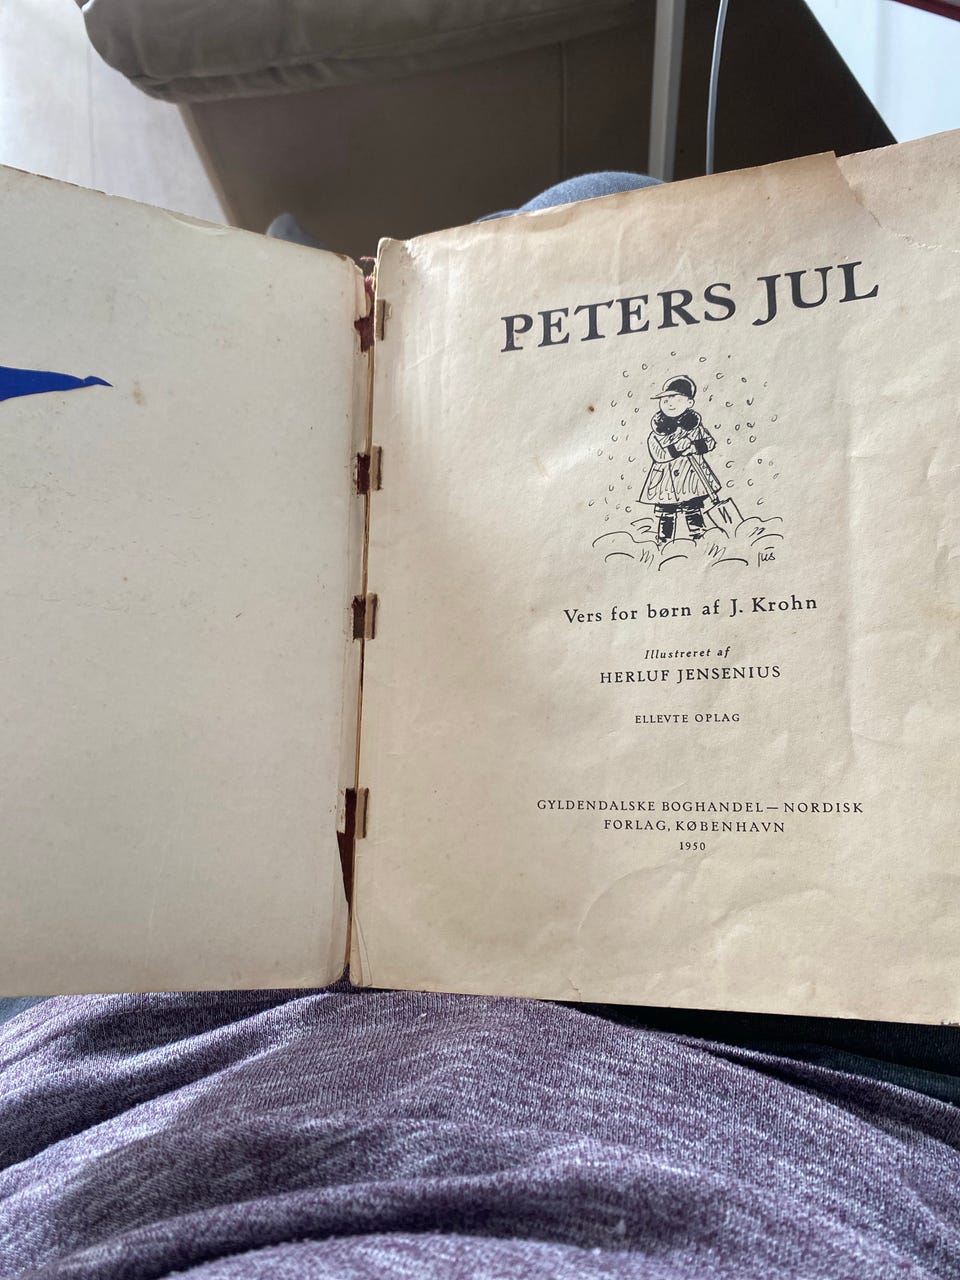 PETERS JUL
jüs
Vers for børn af J. Krohn
Illustreret af
HERLUF JENSENIUS
ELLEVTE OPLAG
GYLDENDALSKE BOGHANDEL — NORDISK
FORLAG, KØBENHAVN
1950